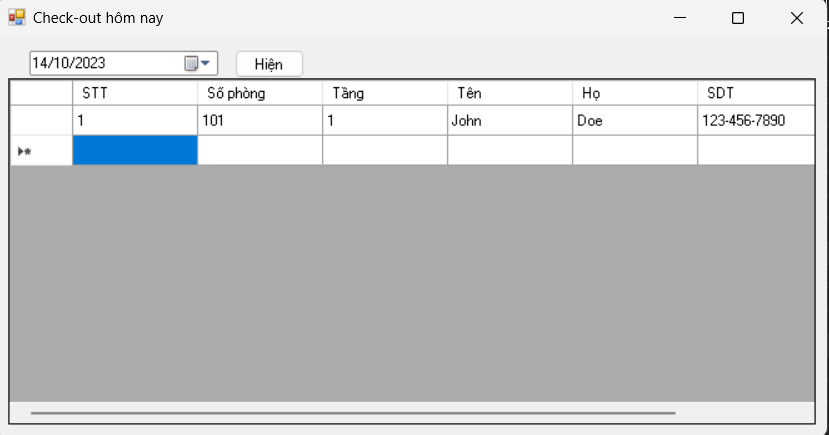 Check-out hôm nay
14/10/2023 Hiện
STT Số phòng Tầng Tên Họ SDT
1 101 1 John Doe 123-456-7890